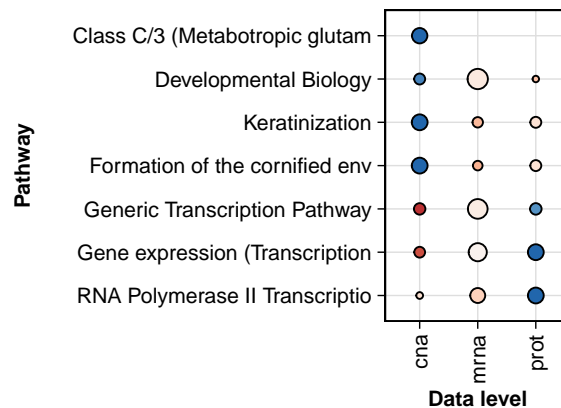 Class C/3 (Metabotropic glutam
Developmental Biology
Keratinization
Formation of the cornified env
Generic Transcription Pathway
Gene expression (Transcription
RNA Polymerase II Transcriptio
Pathway
cna
mrna
prot
Data level